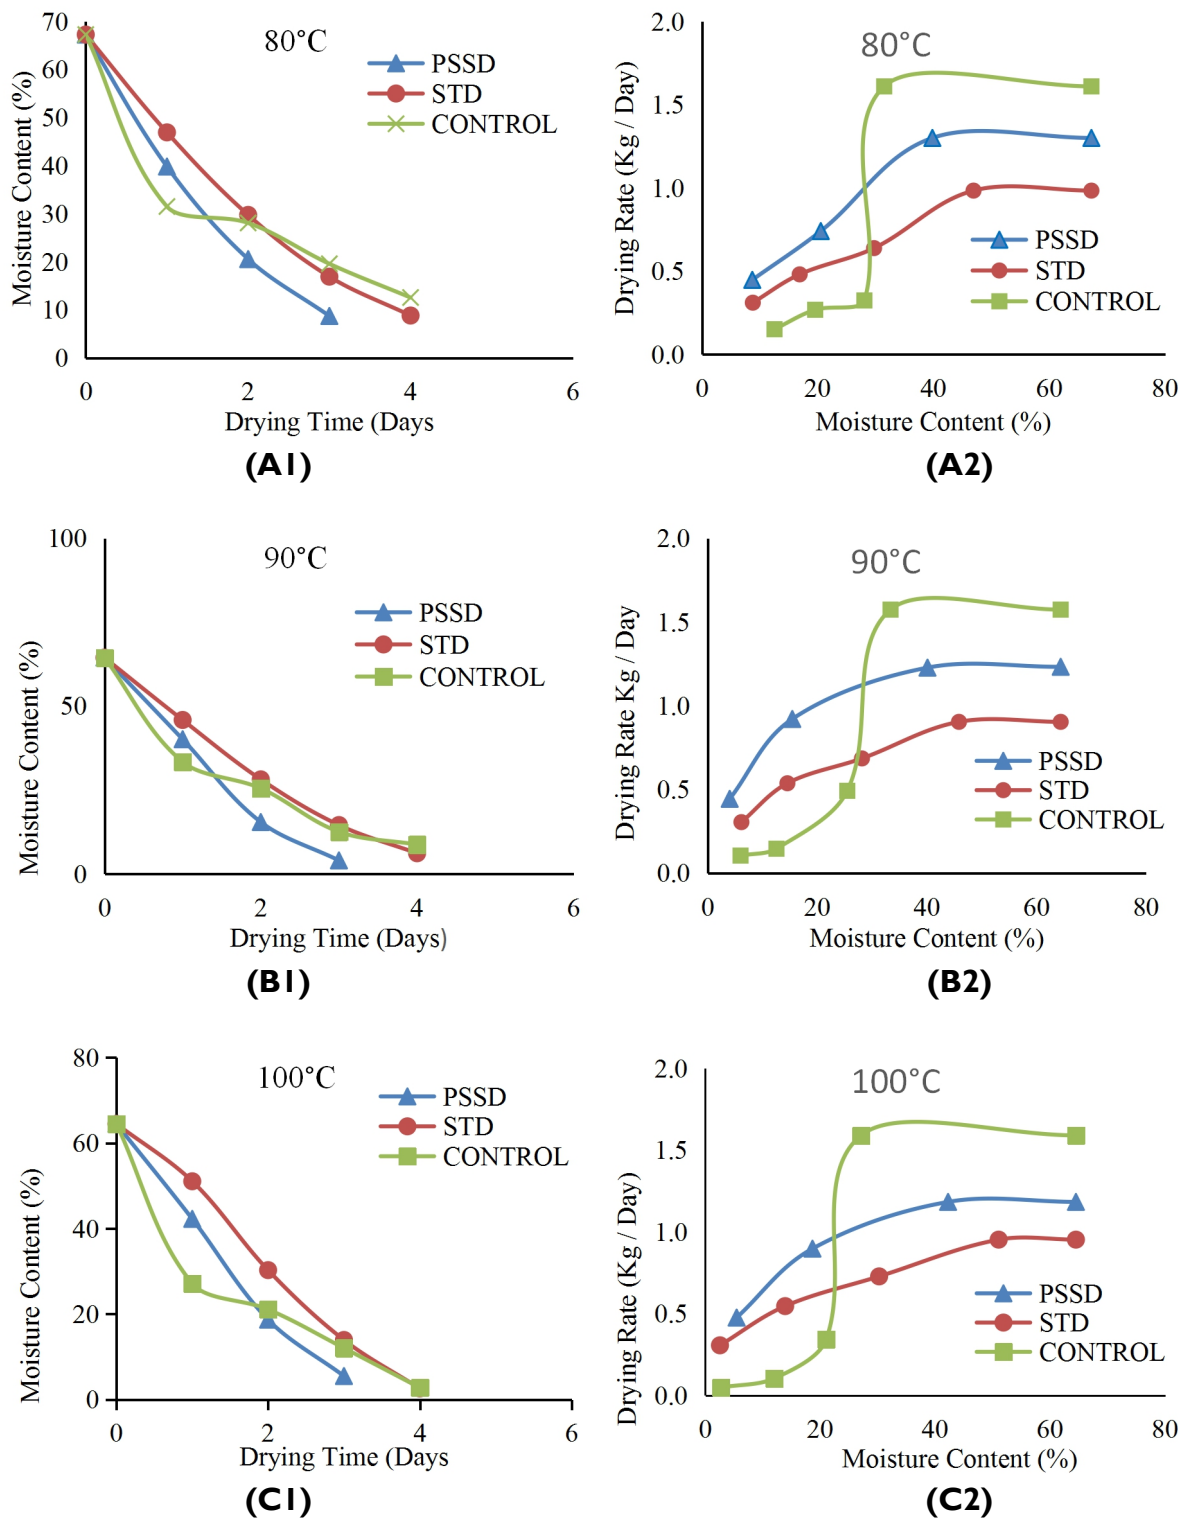 80°C
PSSD
STD
CONTROL
Moisture Content (%)
70
60
50
40
30
20
10
0
0 2 4 6
Drying Time (Days
(A1)
80°C
PSSD
STD
CONTROL
Drying Rate (Kg / Day)
2.0
1.5
1.0
0.5
0.0
0 20 40 60 80
Moisture Content (%)
(A2)
90°C
PSSD
STD
CONTROL
Moisture Content (%)
100
50
0
0 2 4 6
Drying Time (Days)
(B1)
90°C
PSSD
STD
CONTROL
Drying Rate Kg / Day
2.0
1.5
1.0
0.5
0.0
0 20 40 60 80
Moisture Content (%)
(B2)
100°C
PSSD
STD
CONTROL
Moisture Content (%)
80
60
40
20
0
0 2 4 6
Drying Time (Days
(C1)
100°C
PSSD
STD
CONTROL
Drying Rate (Kg / Day)
2.0
1.5
1.0
0.5
0.0
0 20 40 60 80
Moisture Content (%)
(C2)